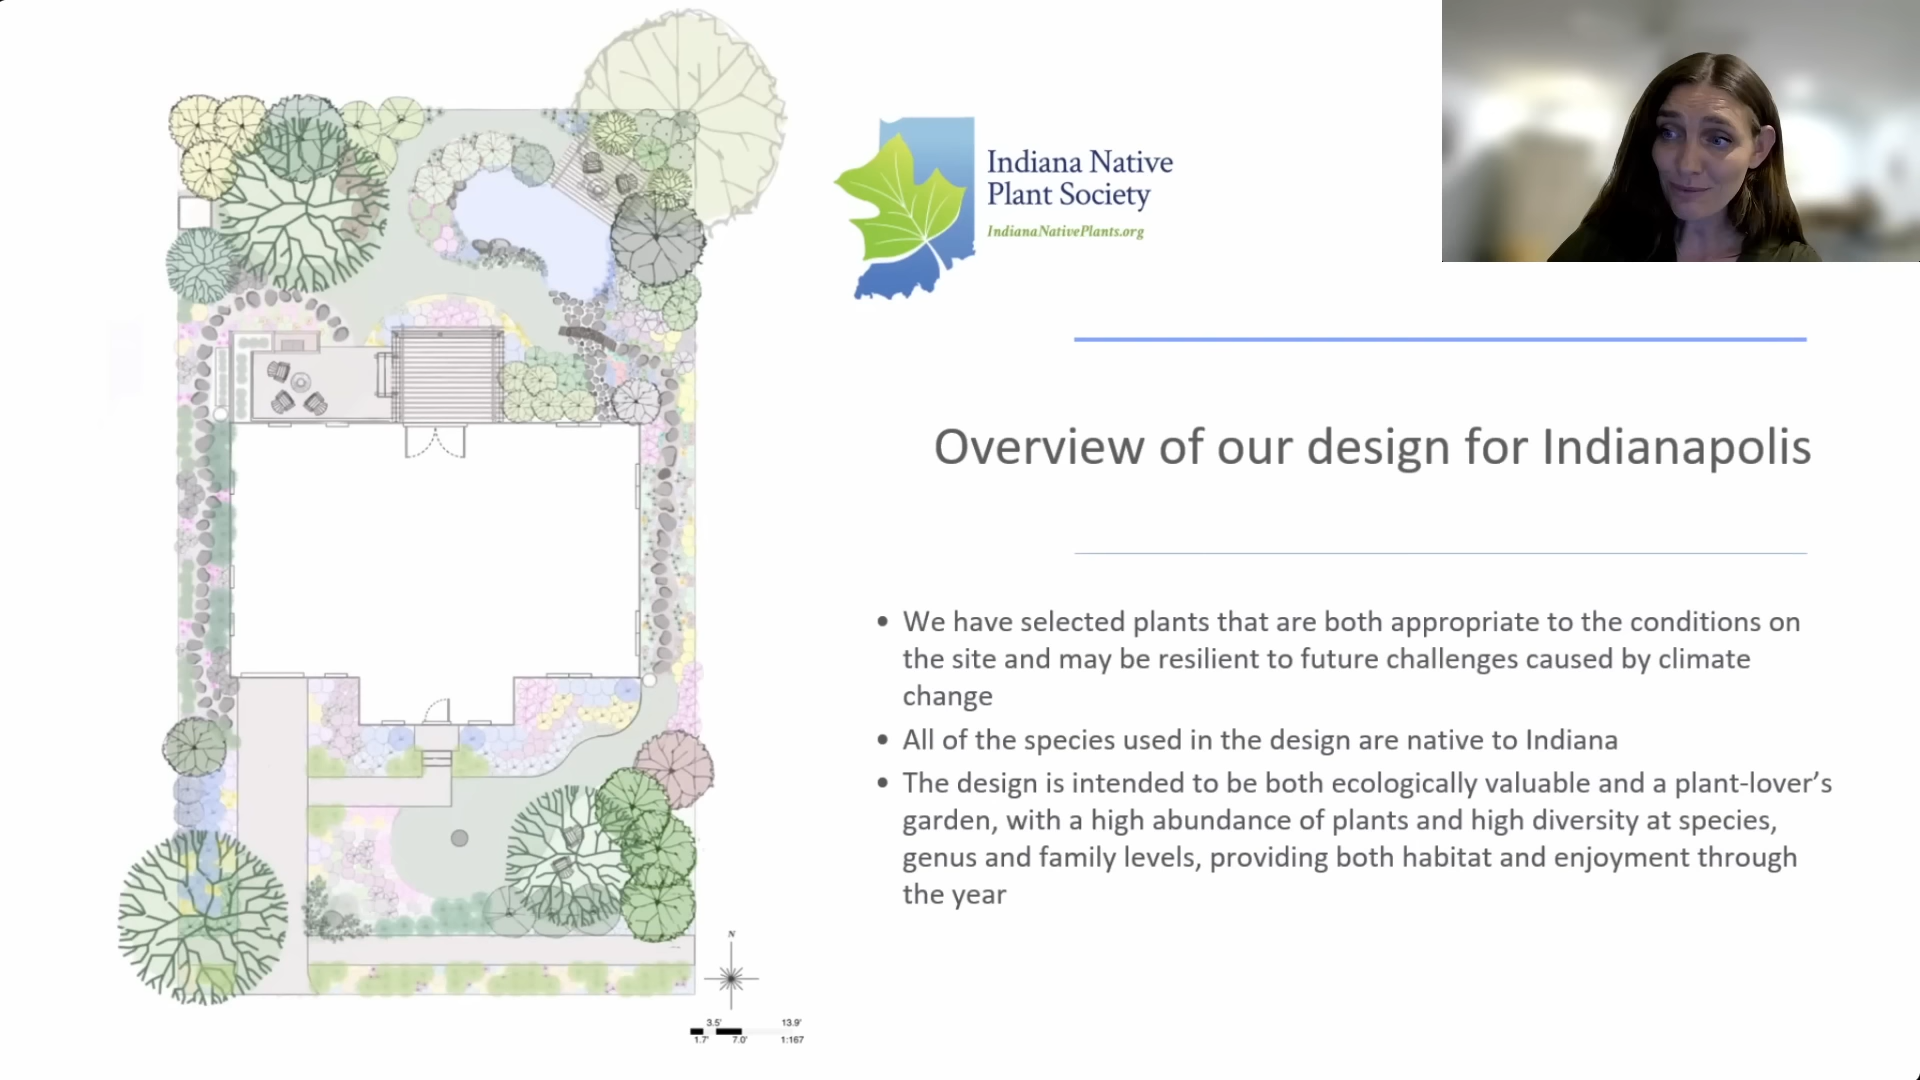 Indiana Native
Plant Society
IndianaNativePlants.org
Overview of our design for Indianapolis
• We have selected plants that are both appropriate to the conditions on
the site and may be resilient to future challenges caused by climate
change
• All of the species used in the design are native to Indiana
• The design is intended to be both ecologically valuable and a plant-lover’s
garden, with a high abundance of plants and high diversity at species,
genus and family levels, providing both habitat and enjoyment through
the year
N
3.5' 13.9'
1.7' 7.0' 1:167